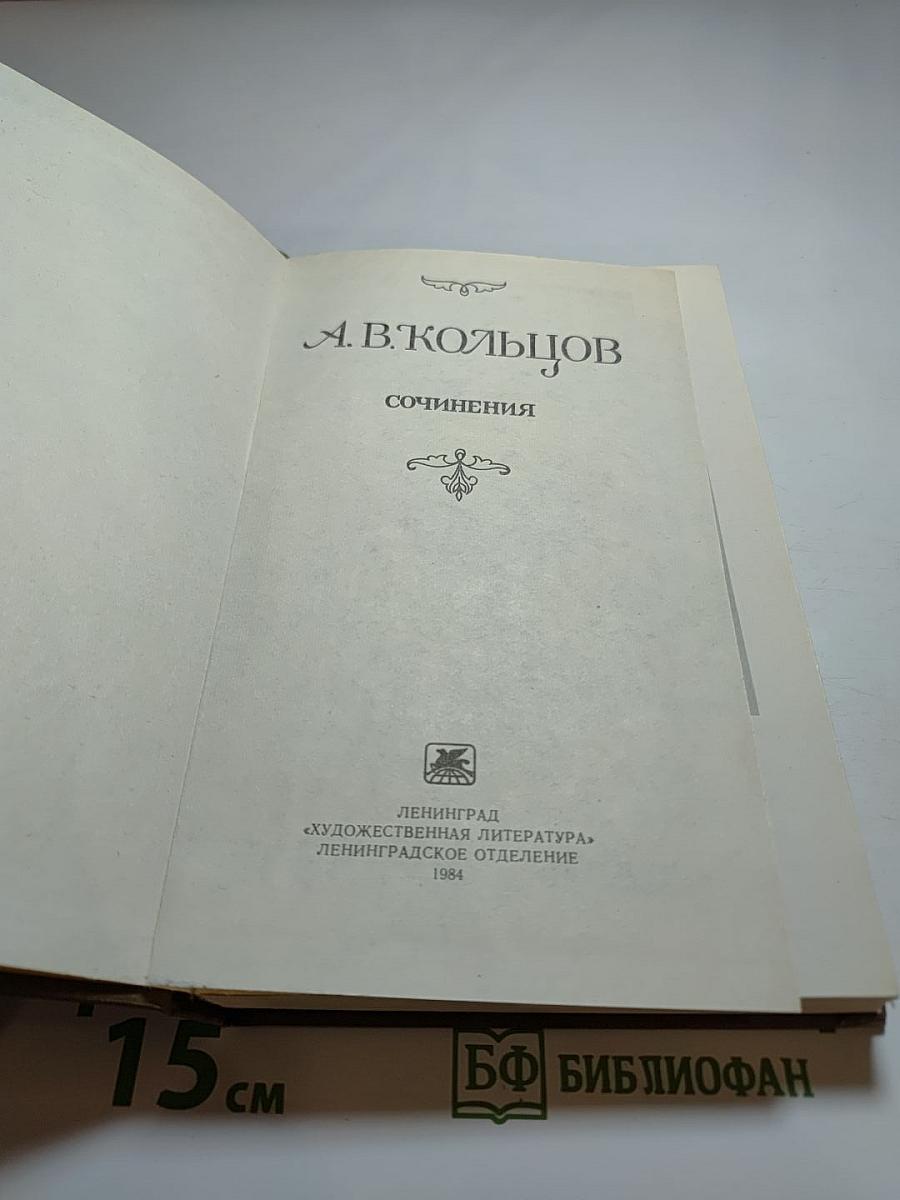 А. В. КОЛЬЦОВ
СОЧИНЕНИЯ
ЛЕНИНГРАД
«ХУДОЖЕСТВЕННАЯ ЛИТЕРАТУРА»
ЛЕНИНГРАДСКОЕ ОТДЕЛЕНИЕ
1984
15 см
БФ БИБЛИОФАН